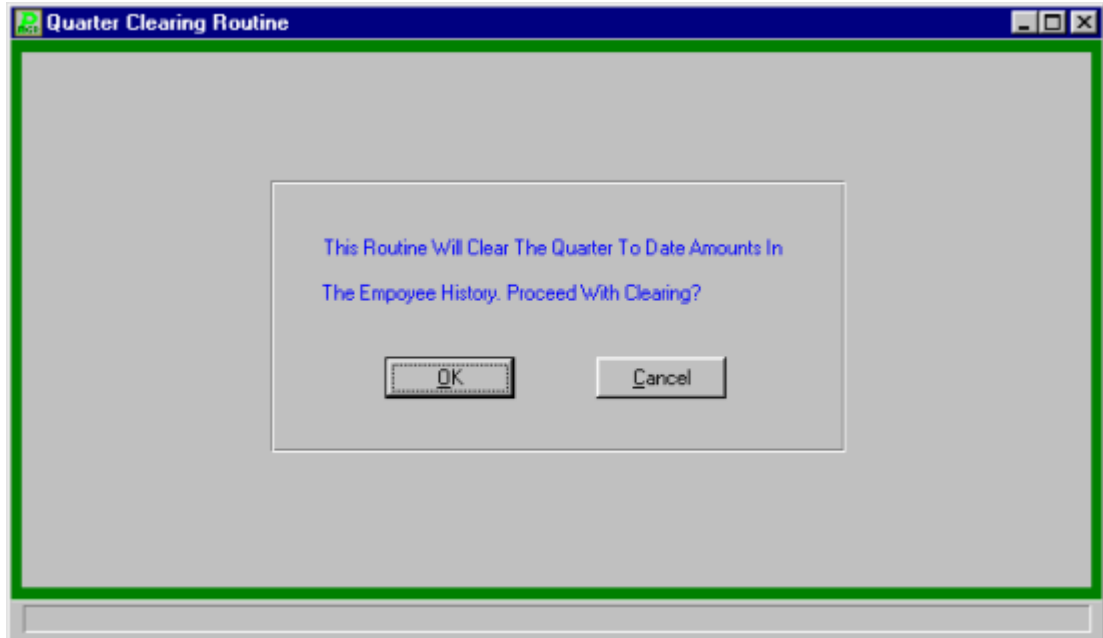 Quarter Clearing Routine
This Routine Will Clear The Quarter To Date Amounts In
The Empoyee History. Proceed With Clearing?
OK Cancel